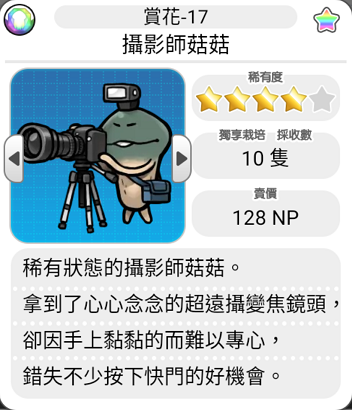 賞花-17
攝影師菇菇
稀有度
獨享栽培 採收數
10 隻
賣價
128 NP
稀有狀態的攝影師菇菇。
拿到了心心念念的超遠攝變焦鏡頭，
卻因手上黏黏的而難以專心，
錯失不少按下快門的好機會。